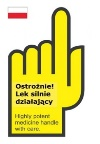 Ostrożnie!
Lek silnie
działający
Highly potent
medicine handle
with care.